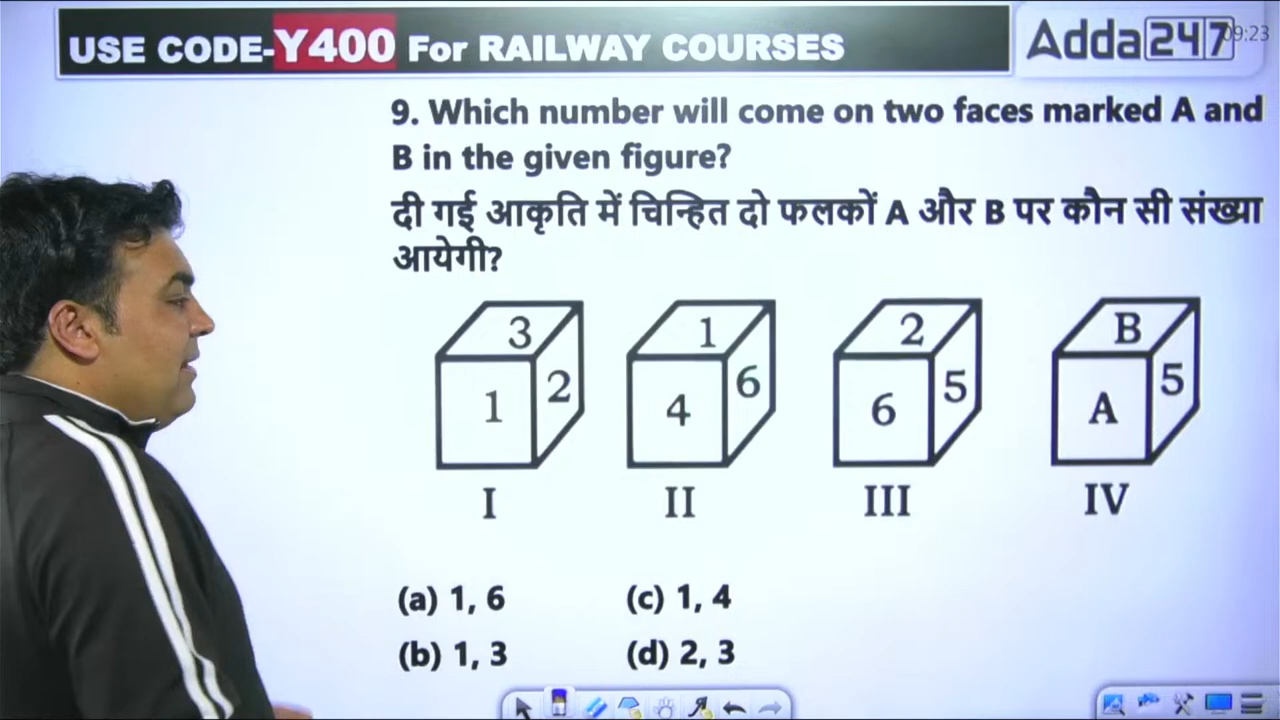 USE CODE-Y400 For RAILWAY COURSES
Adda247
09:23
9. Which number will come on two faces marked A and
B in the given figure?
दी गई आकृति में चिन्हित दो फलकों A और B पर कौन सी संख्या
आयेगी?
3 1 2 B
1 2 4 6 6 5 A 5
I II III IV
(a) 1, 6 (c) 1, 4
(b) 1, 3 (d) 2, 3